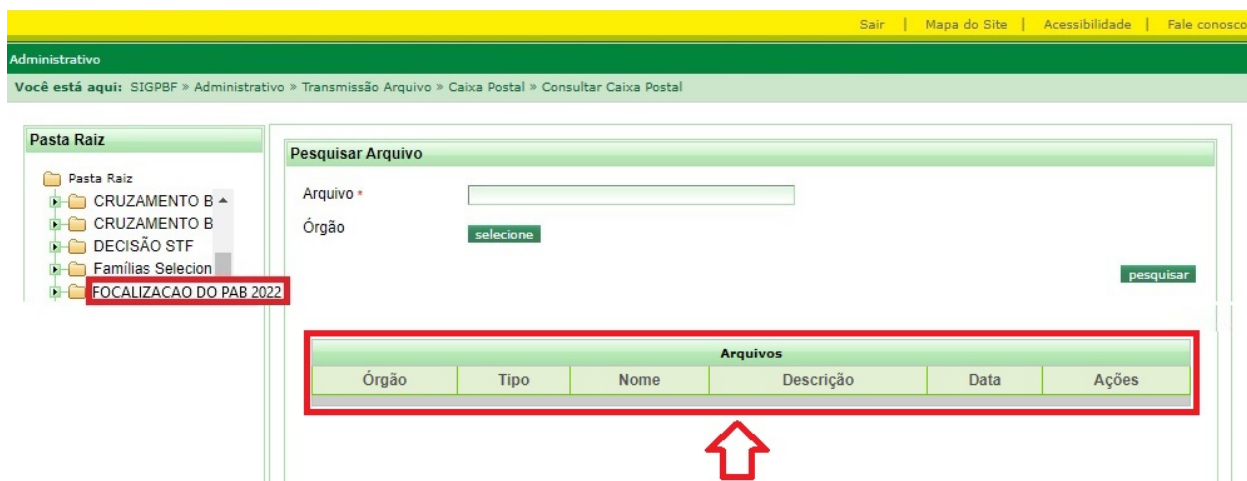 Sair | Mapa do Site | Acessibilidade | Fale conosco
Administrativo
Você está aqui: SIGPBF » Administrativo » Transmissão Arquivo » Caixa Postal » Consultar Caixa Postal
Pasta Raiz
Pasta Raiz
CRUZAMENTO B
CRUZAMENTO B
DECISÃO STF
Famílias Selecion
FOCALIZACAO DO PAB 2022
Pesquisar Arquivo
Arquivo *
Órgão selecione
pesquisar
Arquivos
Órgão Tipo Nome Descrição Data Ações